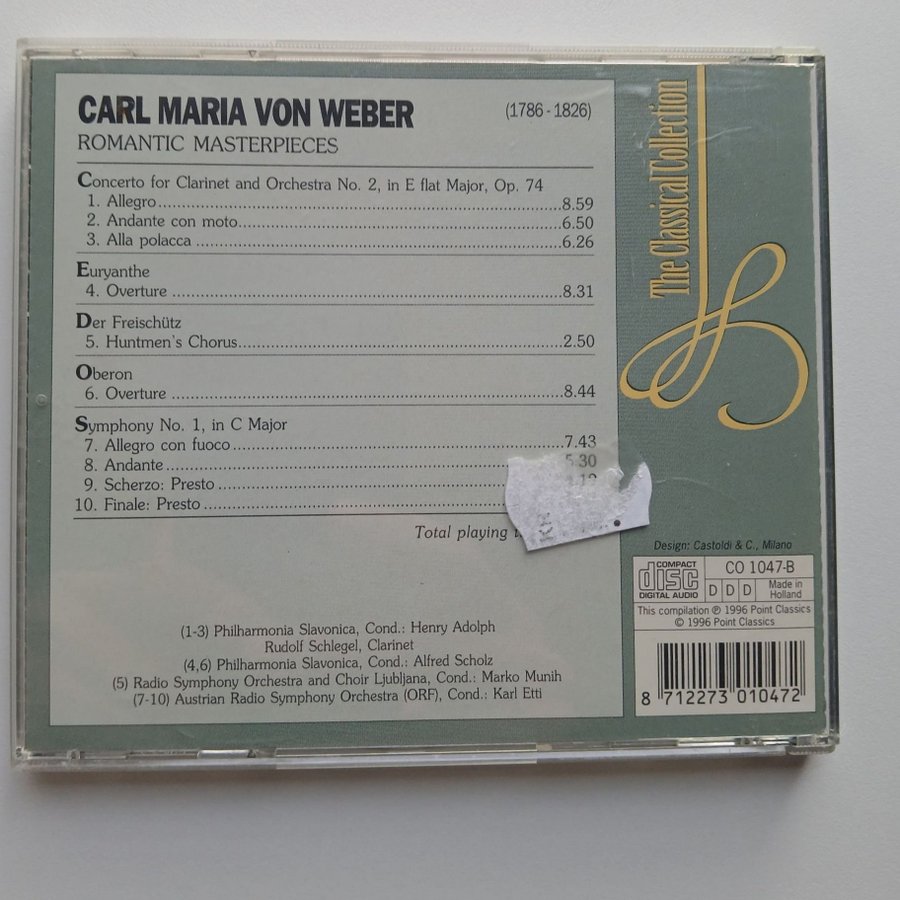 CARL MARIA VON WEBER (1786 - 1826)
ROMANTIC MASTERPIECES
Concerto for Clarinet and Orchestra No. 2, in E flat Major, Op. 74
1. Allegro 8.59
2. Andante con moto 6.50
3. Alla polacca 6.26
Euryanthe
4. Overture 8.31
Der Freischütz
5. Huntmen's Chorus 2.50
Oberon
6. Overture 8.44
Symphony No. 1, in C Major
7. Allegro con fuoco 7.43
8. Andante 5.30
9. Scherzo: Presto
10. Finale: Presto
Total playing
(1-3) Philharmonia Slavonica, Cond.: Henry Adolph
Rudolf Schlegel, Clarinet
(4,6) Philharmonia Slavonica, Cond.: Alfred Scholz
(5) Radio Symphony Orchestra and Choir Ljubljana, Cond.: Marko Munih
(7-10) Austrian Radio Symphony Orchestra (ORF), Cond.: Karl Etti
The Classical Collection
Design: Castoldi & C., Milano
COMPACT
disc
DIGITAL AUDIO
CO 1047-B
D D D
Made in
Holland
This compilation ℗ 1996 Point Classics
© 1996 Point Classics
8 712273 010472